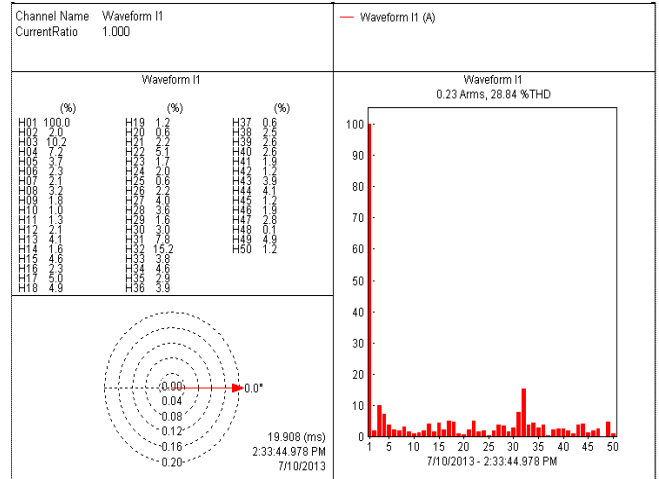 Channel Name Waveform I1
CurrentRatio 1.000
Waveform I1 (A)
Waveform I1
(%) (%) (%)
H01 100.0 H19 1.2 H37 0.6
H02 2.0 H20 0.6 H38 2.5
H03 10.2 H21 2.2 H39 2.6
H04 7.2 H22 5.1 H40 2.6
H05 3.7 H23 1.7 H41 1.9
H06 2.3 H24 2.0 H42 1.2
H07 2.1 H25 0.6 H43 3.9
H08 3.2 H26 2.2 H44 4.1
H09 1.8 H27 4.0 H45 1.2
H10 1.0 H28 3.6 H46 1.9
H11 1.3 H29 1.6 H47 2.8
H12 2.1 H30 3.0 H48 0.1
H13 4.1 H31 7.8 H49 4.9
H14 1.6 H32 15.2 H50 1.2
H15 4.6 H33 3.8
H16 2.3 H34 4.6
H17 5.0 H35 2.9
H18 4.9 H36 3.9
0.00
0.04
0.08
0.12
0.16
0.20
0.0°
19.908 (ms)
2:33:44.978 PM
7/10/2013
Waveform I1
0.23 Arms, 28.84 %THD
100
90
80
70
60
50
40
30
20
10
0
1 5 10 15 20 25 30 35 40 45 50
7/10/2013 - 2:33:44.978 PM